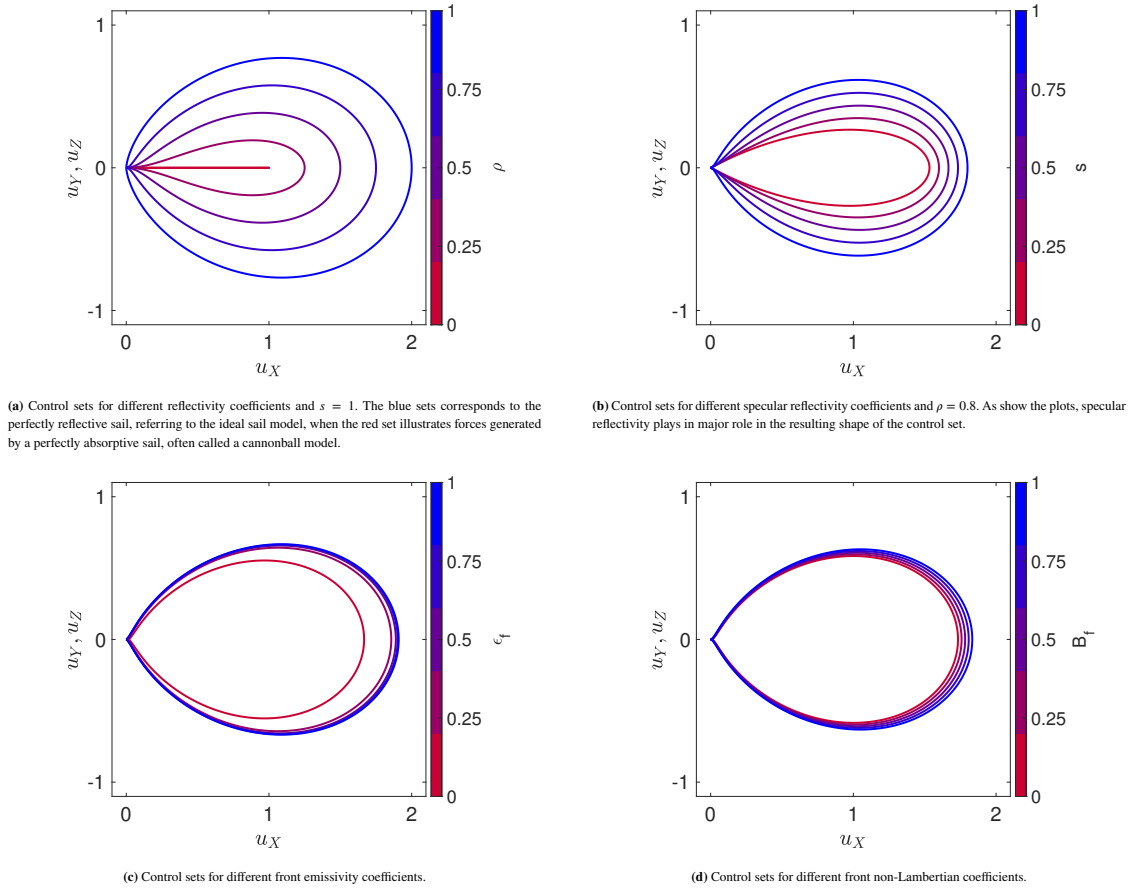 1
0
-1
0
1
2
u_Y, u_Z
u_X
1
0.75
0.5
0.25
0
ρ
(a) Control sets for different reflectivity coefficients and s = 1. The blue sets corresponds to the
perfectly reflective sail, referring to the ideal sail model, when the red set illustrates forces generated
by a perfectly absorptive sail, often called a cannonball model.
1
0
-1
0
1
2
u_Y, u_Z
u_X
1
0.75
0.5
0.25
0
s
(b) Control sets for different specular reflectivity coefficients and ρ = 0.8. As show the plots, specular
reflectivity plays in major role in the resulting shape of the control set.
1
0
-1
0
1
2
u_Y, u_Z
u_X
1
0.75
0.5
0.25
0
ϵ_f
(c) Control sets for different front emissivity coefficients.
1
0
-1
0
1
2
u_Y, u_Z
u_X
1
0.75
0.5
0.25
0
B_f
(d) Control sets for different front non-Lambertian coefficients.